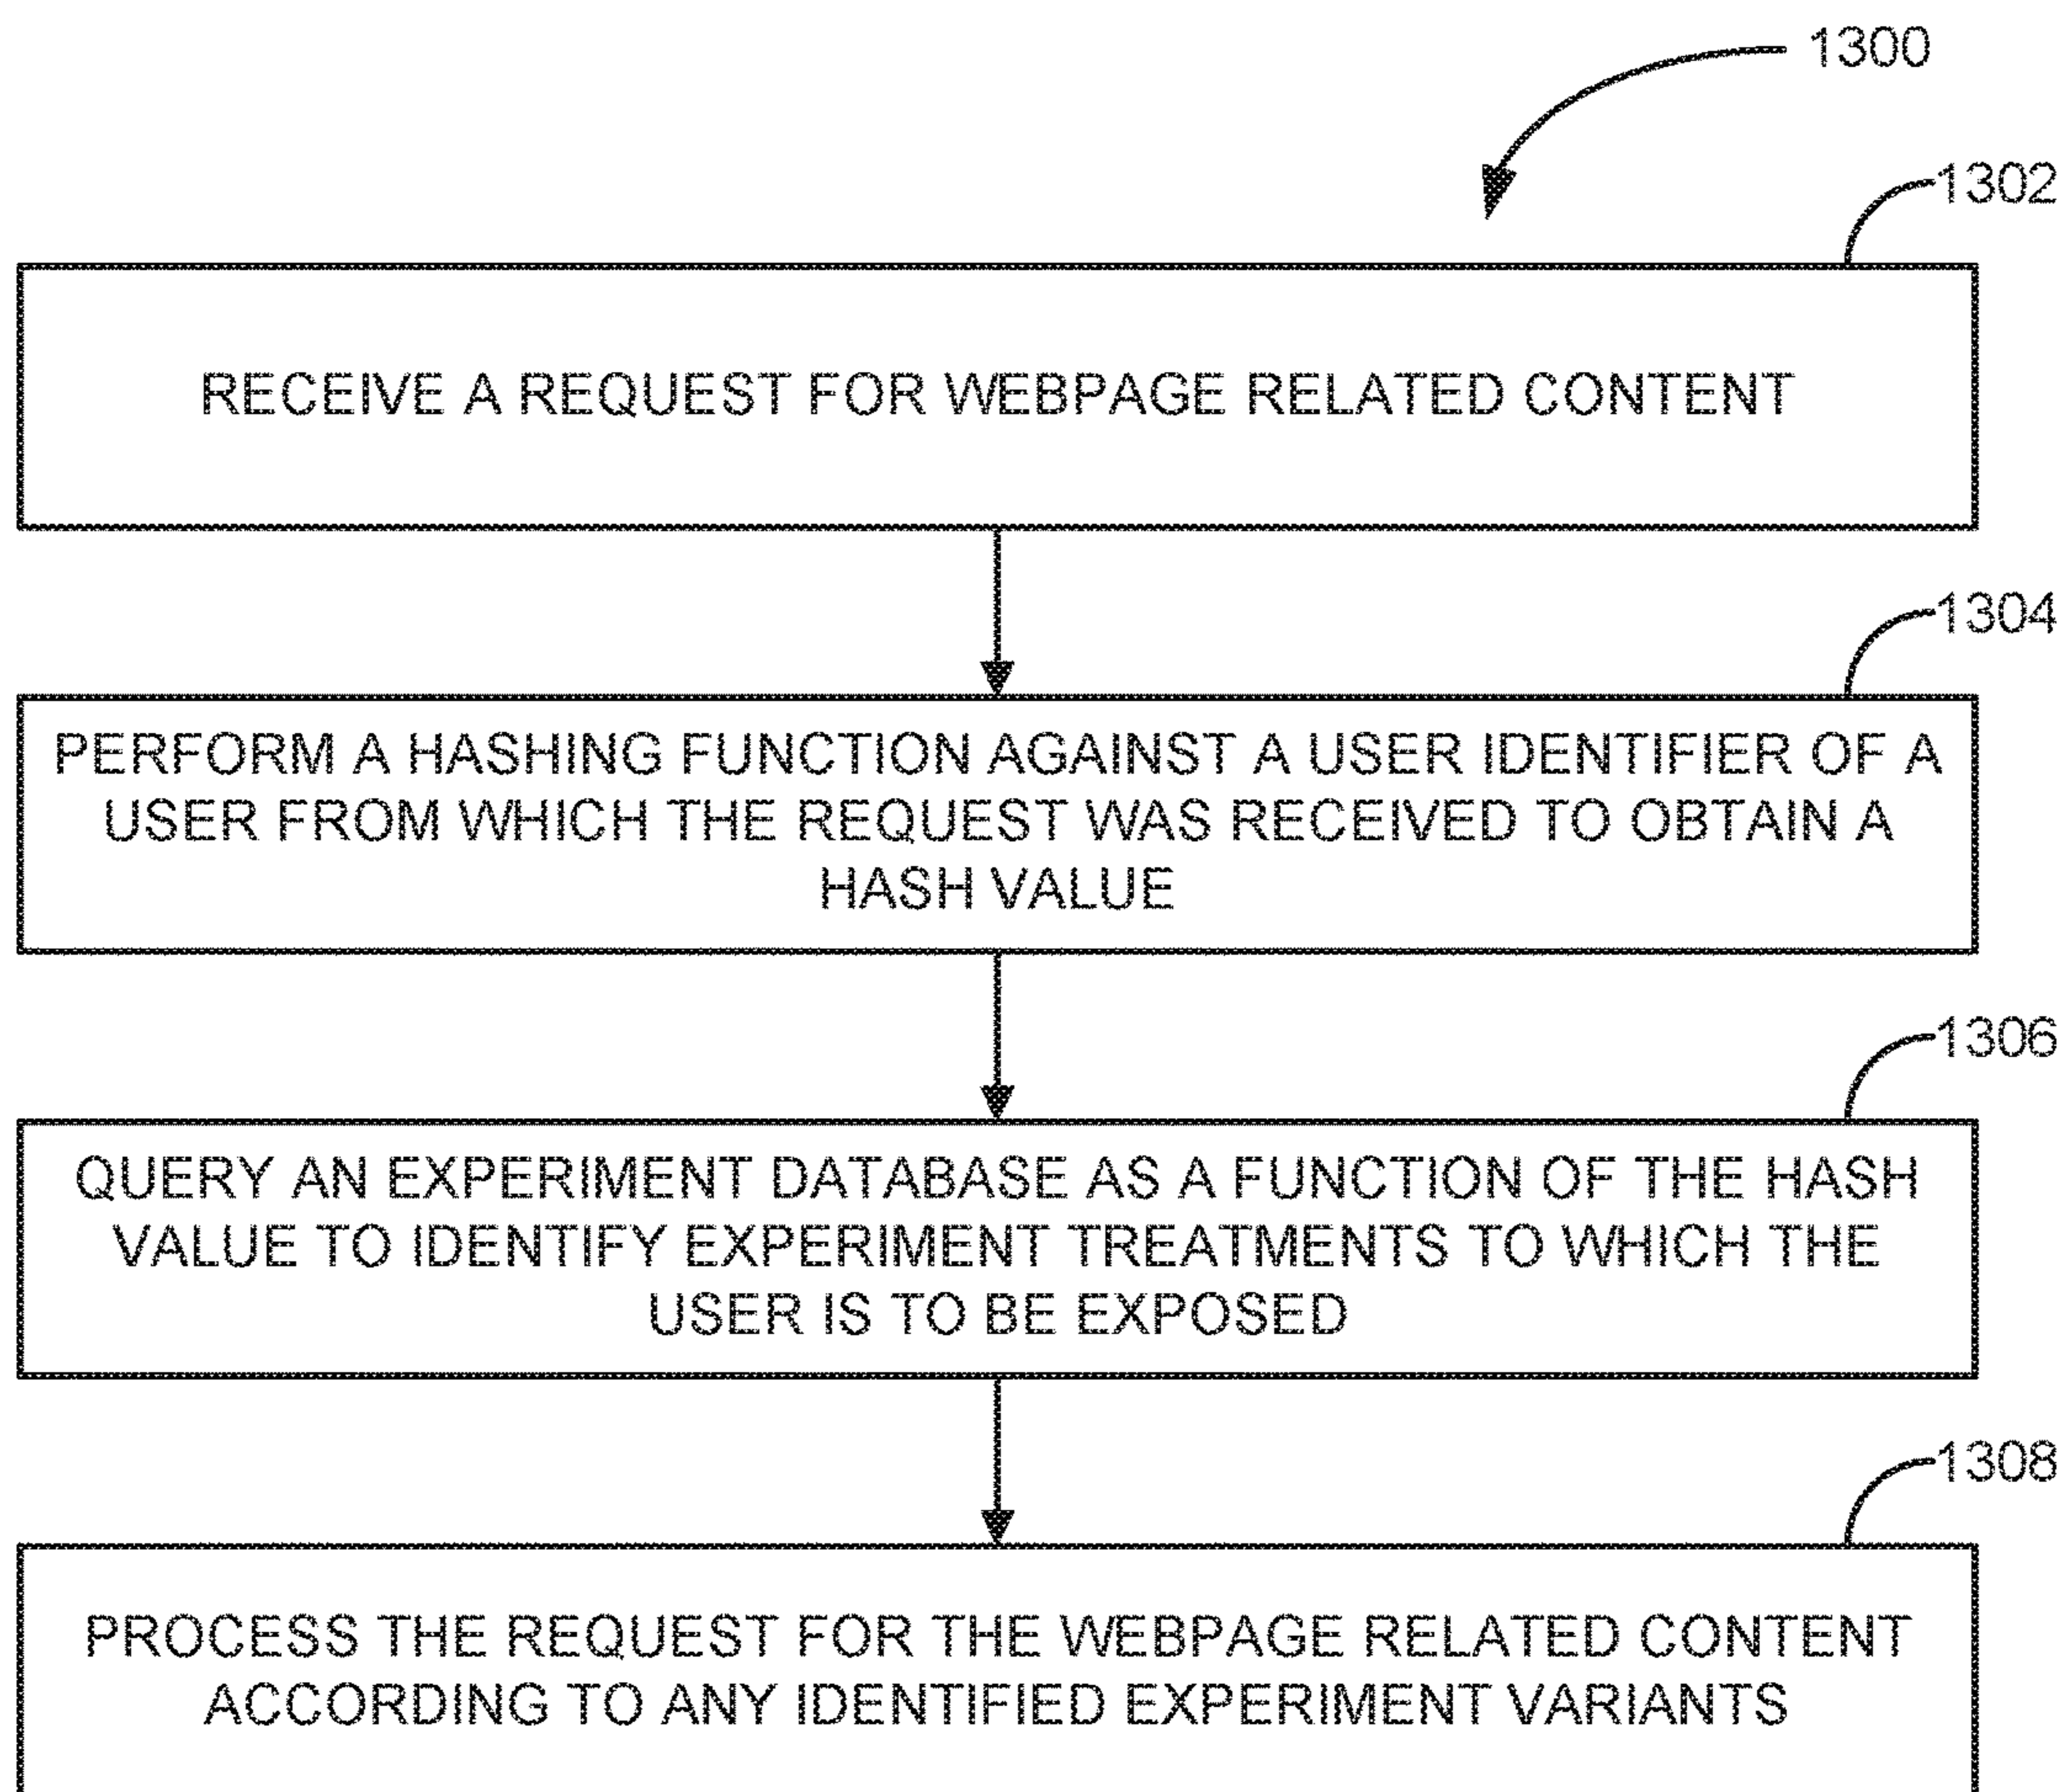 1300
1302
RECEIVE A REQUEST FOR WEBPAGE RELATED CONTENT
1304
PERFORM A HASHING FUNCTION AGAINST A USER IDENTIFIER OF A
USER FROM WHICH THE REQUEST WAS RECEIVED TO OBTAIN A
HASH VALUE
1306
QUERY AN EXPERIMENT DATABASE AS A FUNCTION OF THE HASH
VALUE TO IDENTIFY EXPERIMENT TREATMENTS TO WHICH THE
USER IS TO BE EXPOSED
1308
PROCESS THE REQUEST FOR THE WEBPAGE RELATED CONTENT
ACCORDING TO ANY IDENTIFIED EXPERIMENT VARIANTS